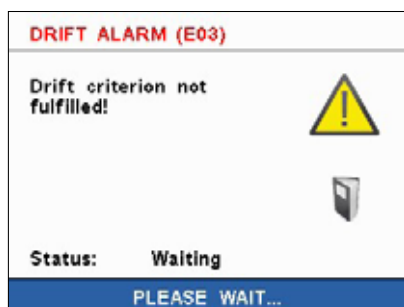 DRIFT ALARM (E03)
Drift criterion not
fulfilled!
Status: Waiting
PLEASE WAIT...